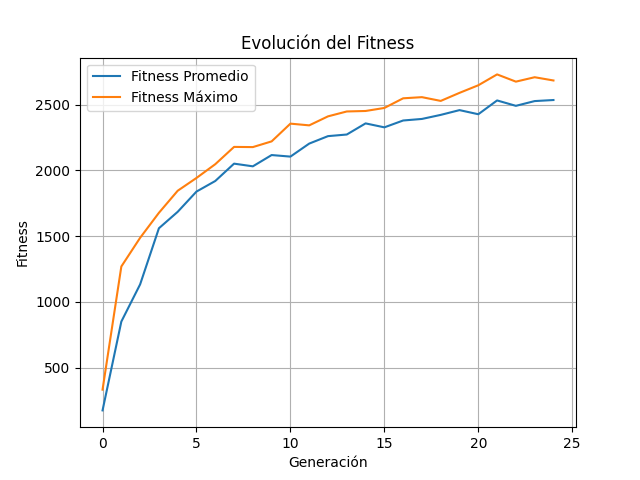 Evolución del Fitness
Fitness Promedio
Fitness Máximo
Fitness
2500
2000
1500
1000
500
0 5 10 15 20 25
Generación